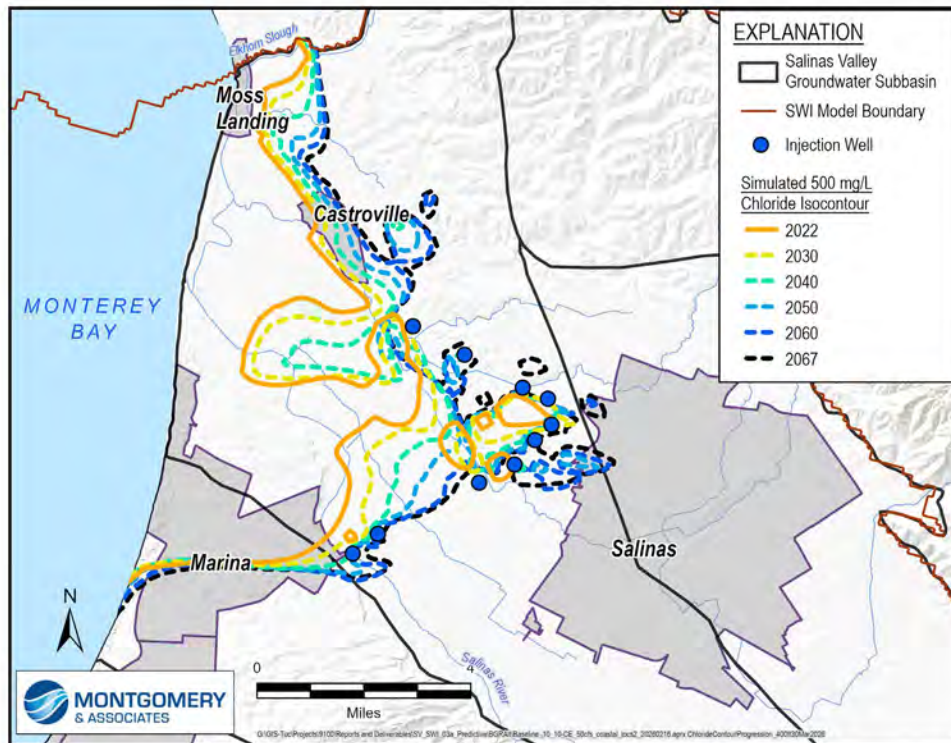 Elkhorn Slough
Moss
Landing
Castroville
MONTEREY
BAY
Marina
Salinas
Salinas River
N
0
4
Miles
EXPLANATION
Salinas Valley
Groundwater Subbasin
SWI Model Boundary
Injection Well
Simulated 500 mg/L
Chloride Isocontour
2022
2030
2040
2050
2060
2067
MONTGOMERY
& ASSOCIATES